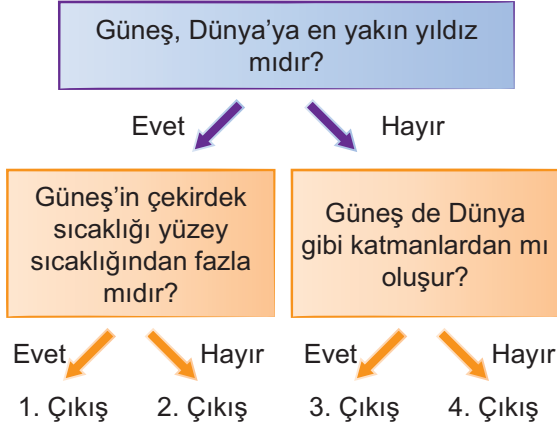 Güneş, Dünya’ya en yakın yıldız
mıdır?
Evet
Hayır
Güneş’in çekirdek
sıcaklığı yüzey
sıcaklığından fazla
mıdır?
Güneş de Dünya
gibi katmanlardan mı
oluşur?
Evet
Hayır
Evet
Hayır
1. Çıkış
2. Çıkış
3. Çıkış
4. Çıkış